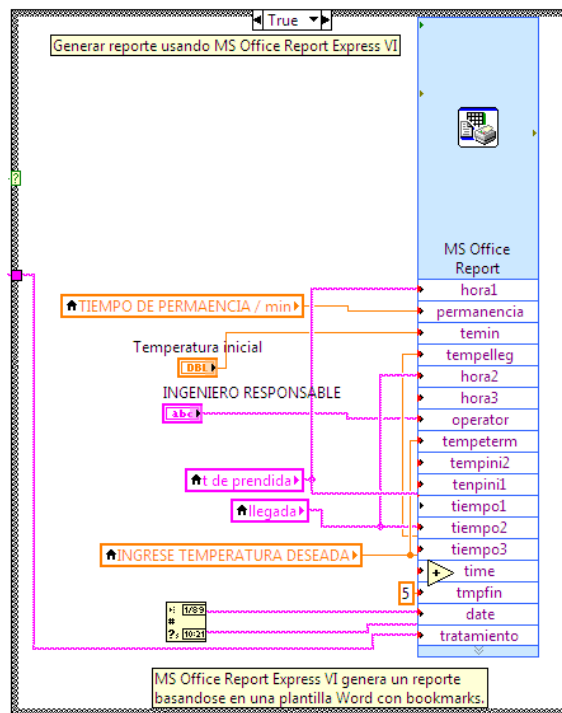 True
Generar reporte usando MS Office Report Express VI
?
MS Office
Report
hora1
TIEMPO DE PERMAENCIA / min
permanencia
temin
Temperatura inicial
DBL
tempelleg
hora2
INGENIERO RESPONSABLE
abc
hora3
operator
tempeterm
tempini2
t de prendida
tenpini1
tiempo1
llegada
tiempo2
INGRESE TEMPERATURA DESEADA
tiempo3
+
time
5
tmpfin
1/89
#
10:21
date
tratamiento
MS Office Report Express VI genera un reporte
basandose en una plantilla Word con bookmarks.